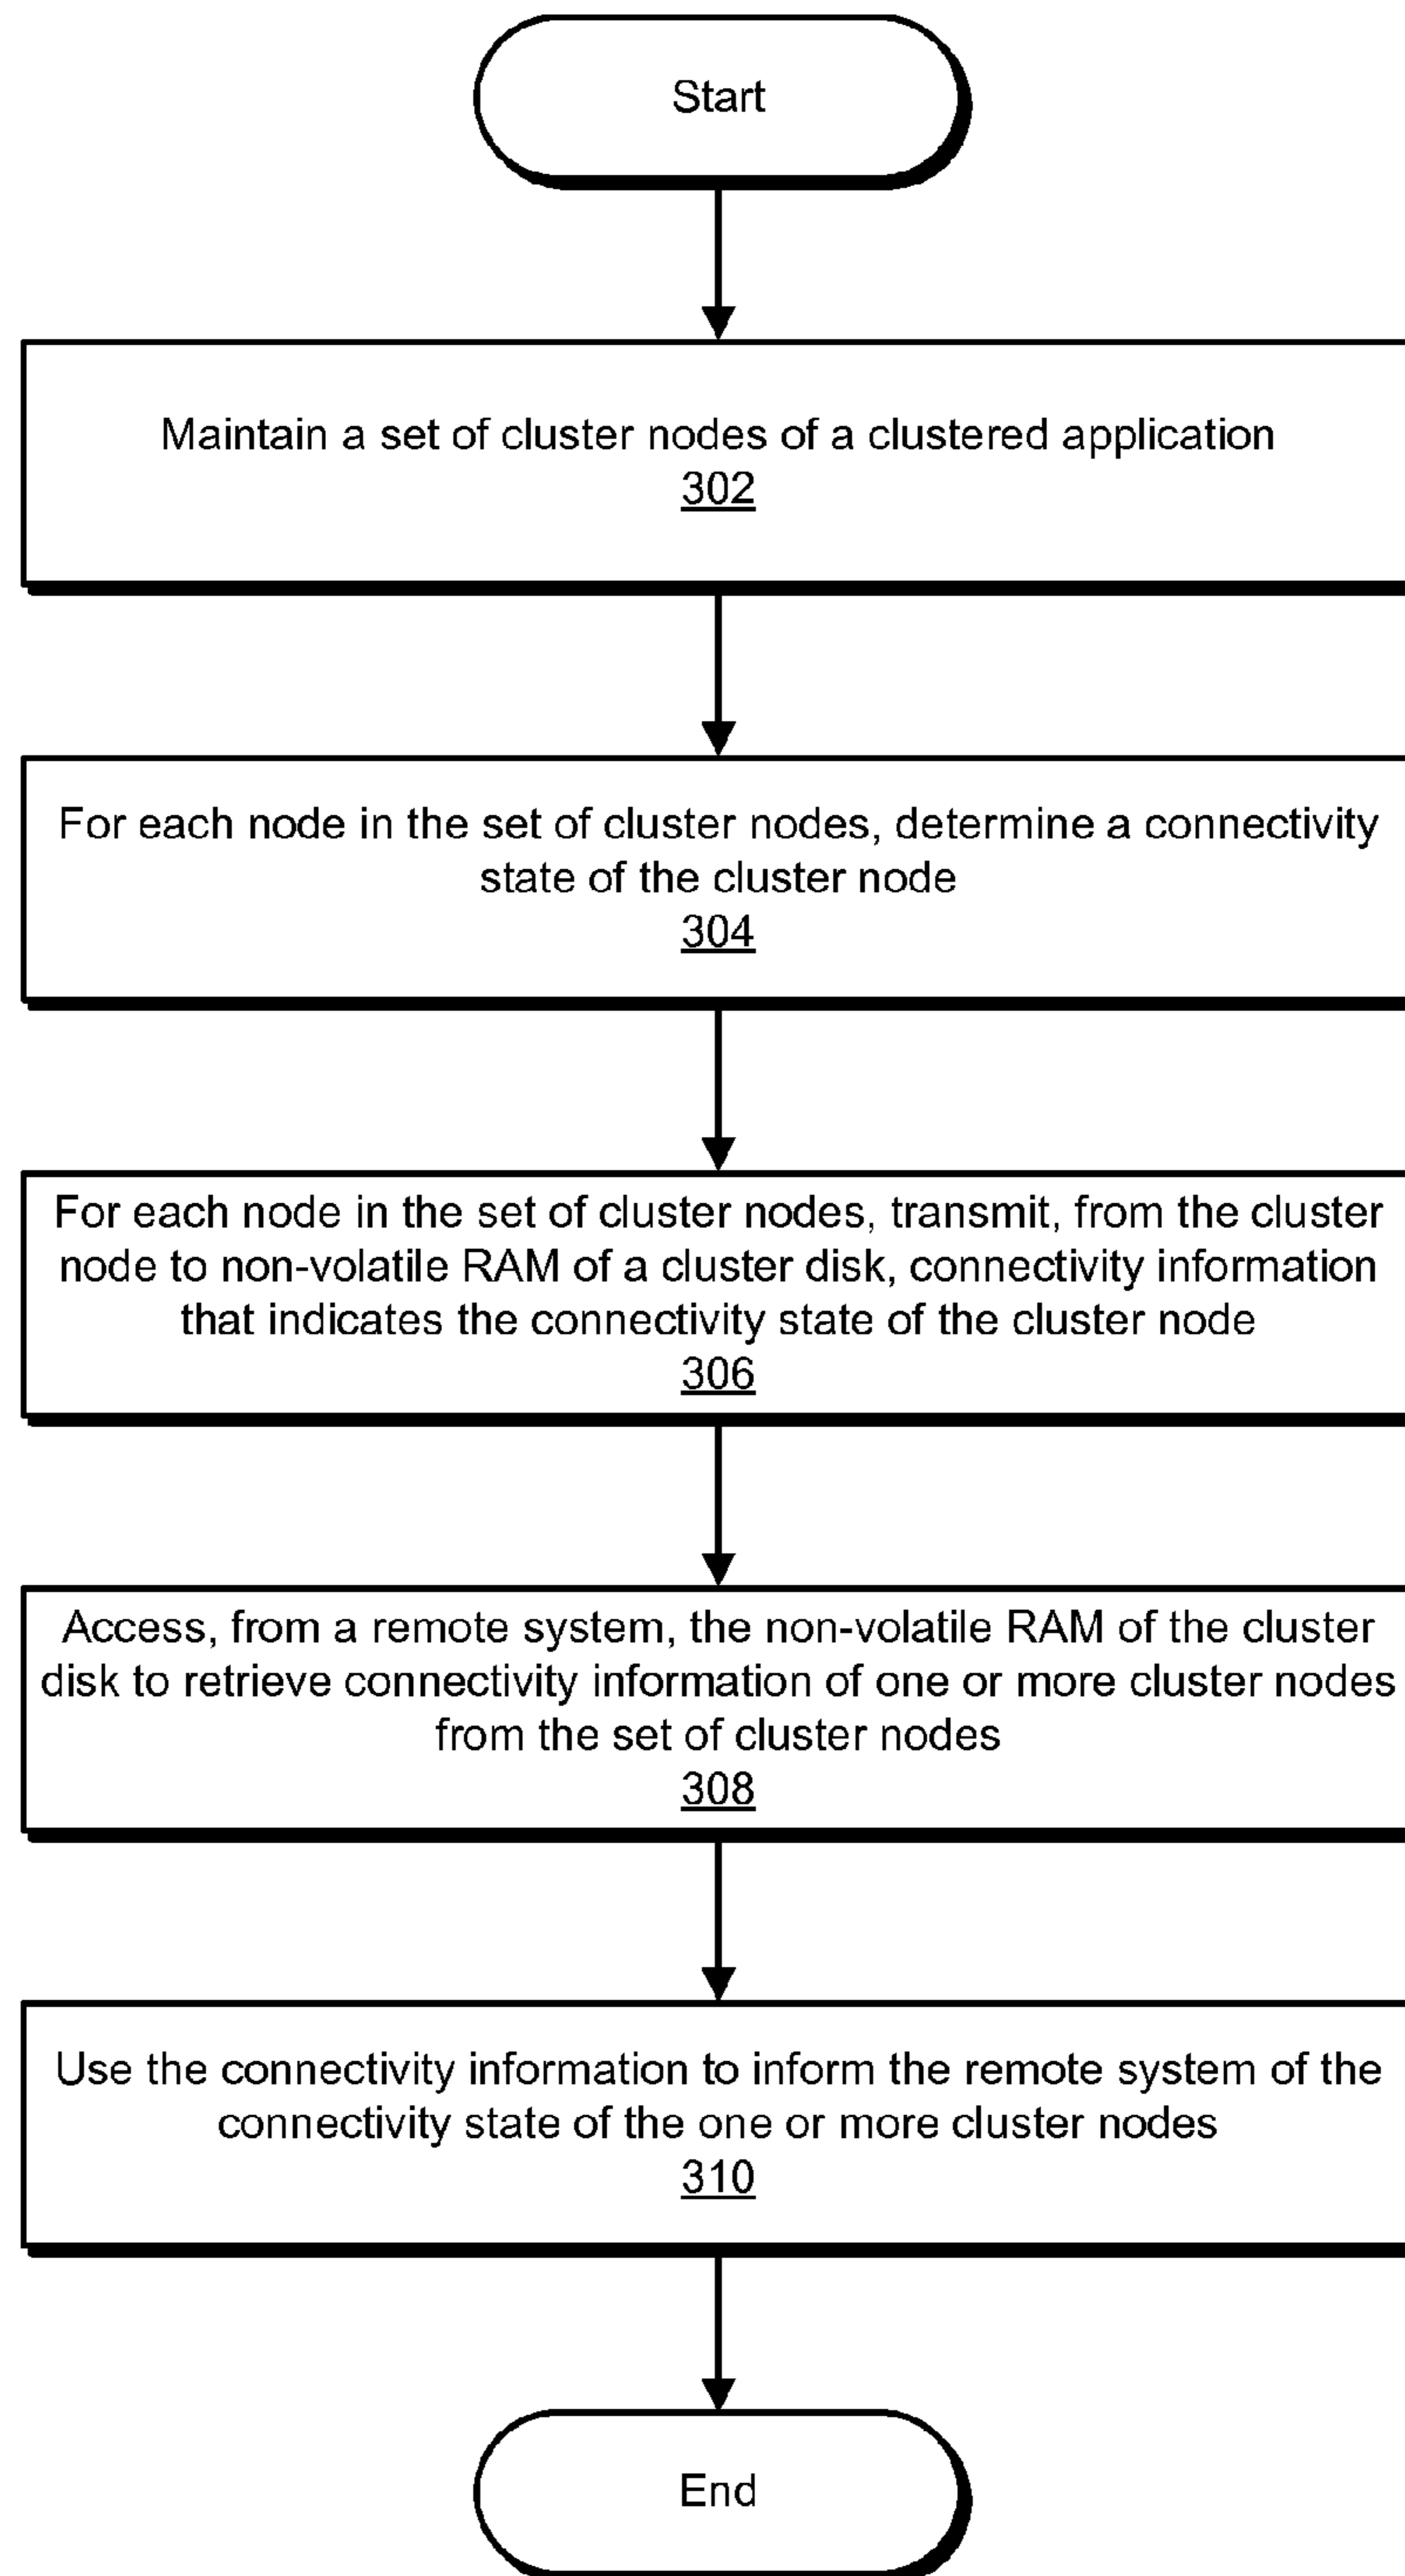 Start
Maintain a set of cluster nodes of a clustered application
302
For each node in the set of cluster nodes, determine a connectivity
state of the cluster node
304
For each node in the set of cluster nodes, transmit, from the cluster
node to non-volatile RAM of a cluster disk, connectivity information
that indicates the connectivity state of the cluster node
306
Access, from a remote system, the non-volatile RAM of the cluster
disk to retrieve connectivity information of one or more cluster nodes
from the set of cluster nodes
308
Use the connectivity information to inform the remote system of the
connectivity state of the one or more cluster nodes
310
End